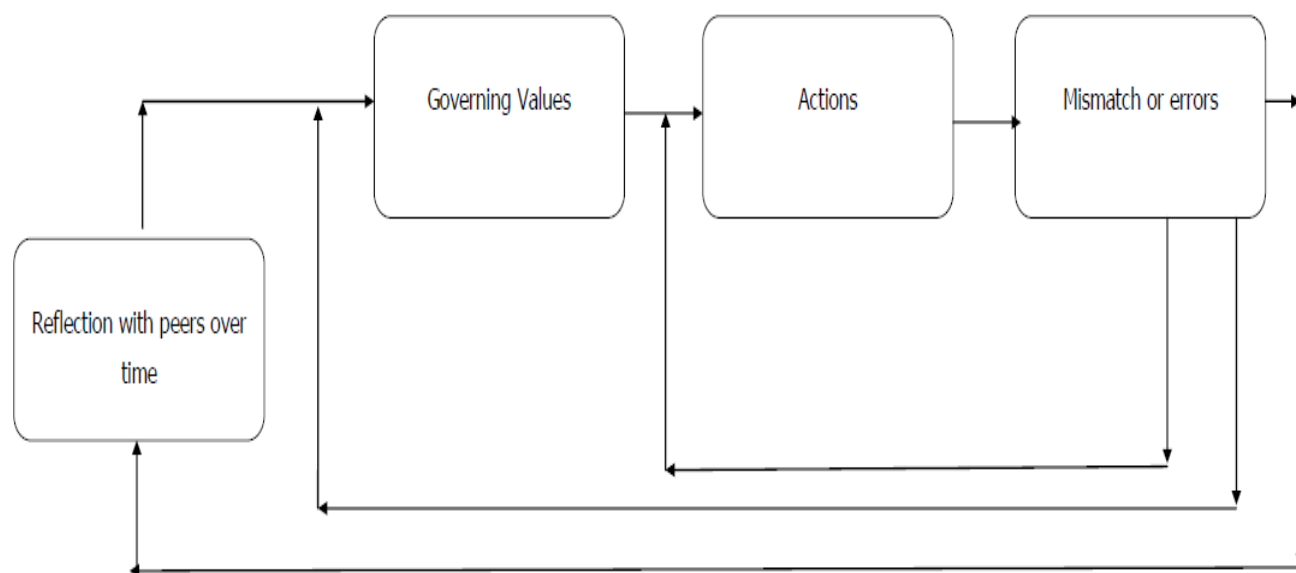 Governing Values
Actions
Mismatch or errors
Reflection with peers over
time